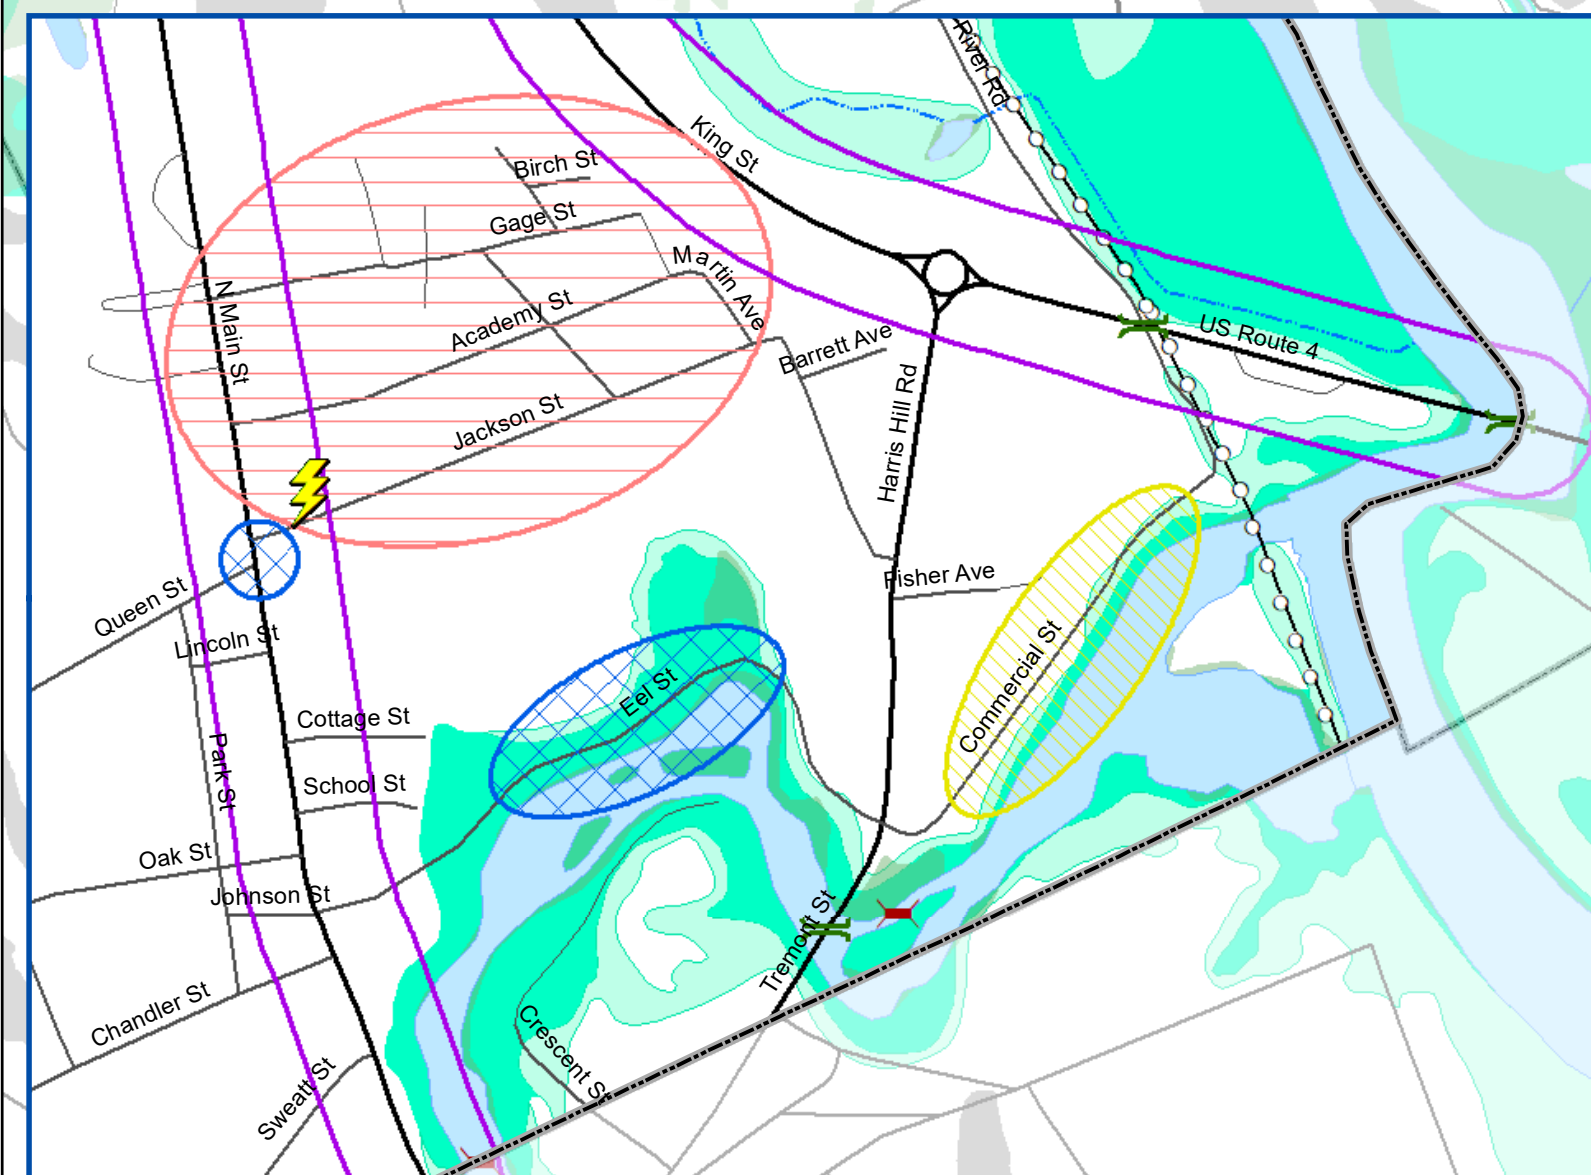 River Rd
King St
Birch St
Gage St
Martin Ave
N Main St
Academy St
US Route 4
Barrett Ave
Harris Hill Rd
Jackson St
Fisher Ave
Queen St
Lincoln St
Commercial St
Eel St
Cottage St
Park St
School St
Oak St
Johnson St
Tremont St
Chandler St
Crescent St
Sweatt St